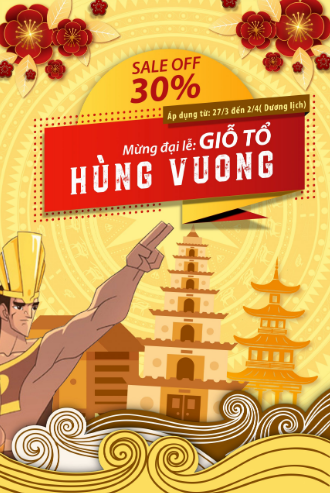 SALE OFF
30%
Áp dụng từ: 27/3 đến 2/4( Dương lịch)
Mừng đại lễ: GIỖ TỔ
HÙNG VUONG